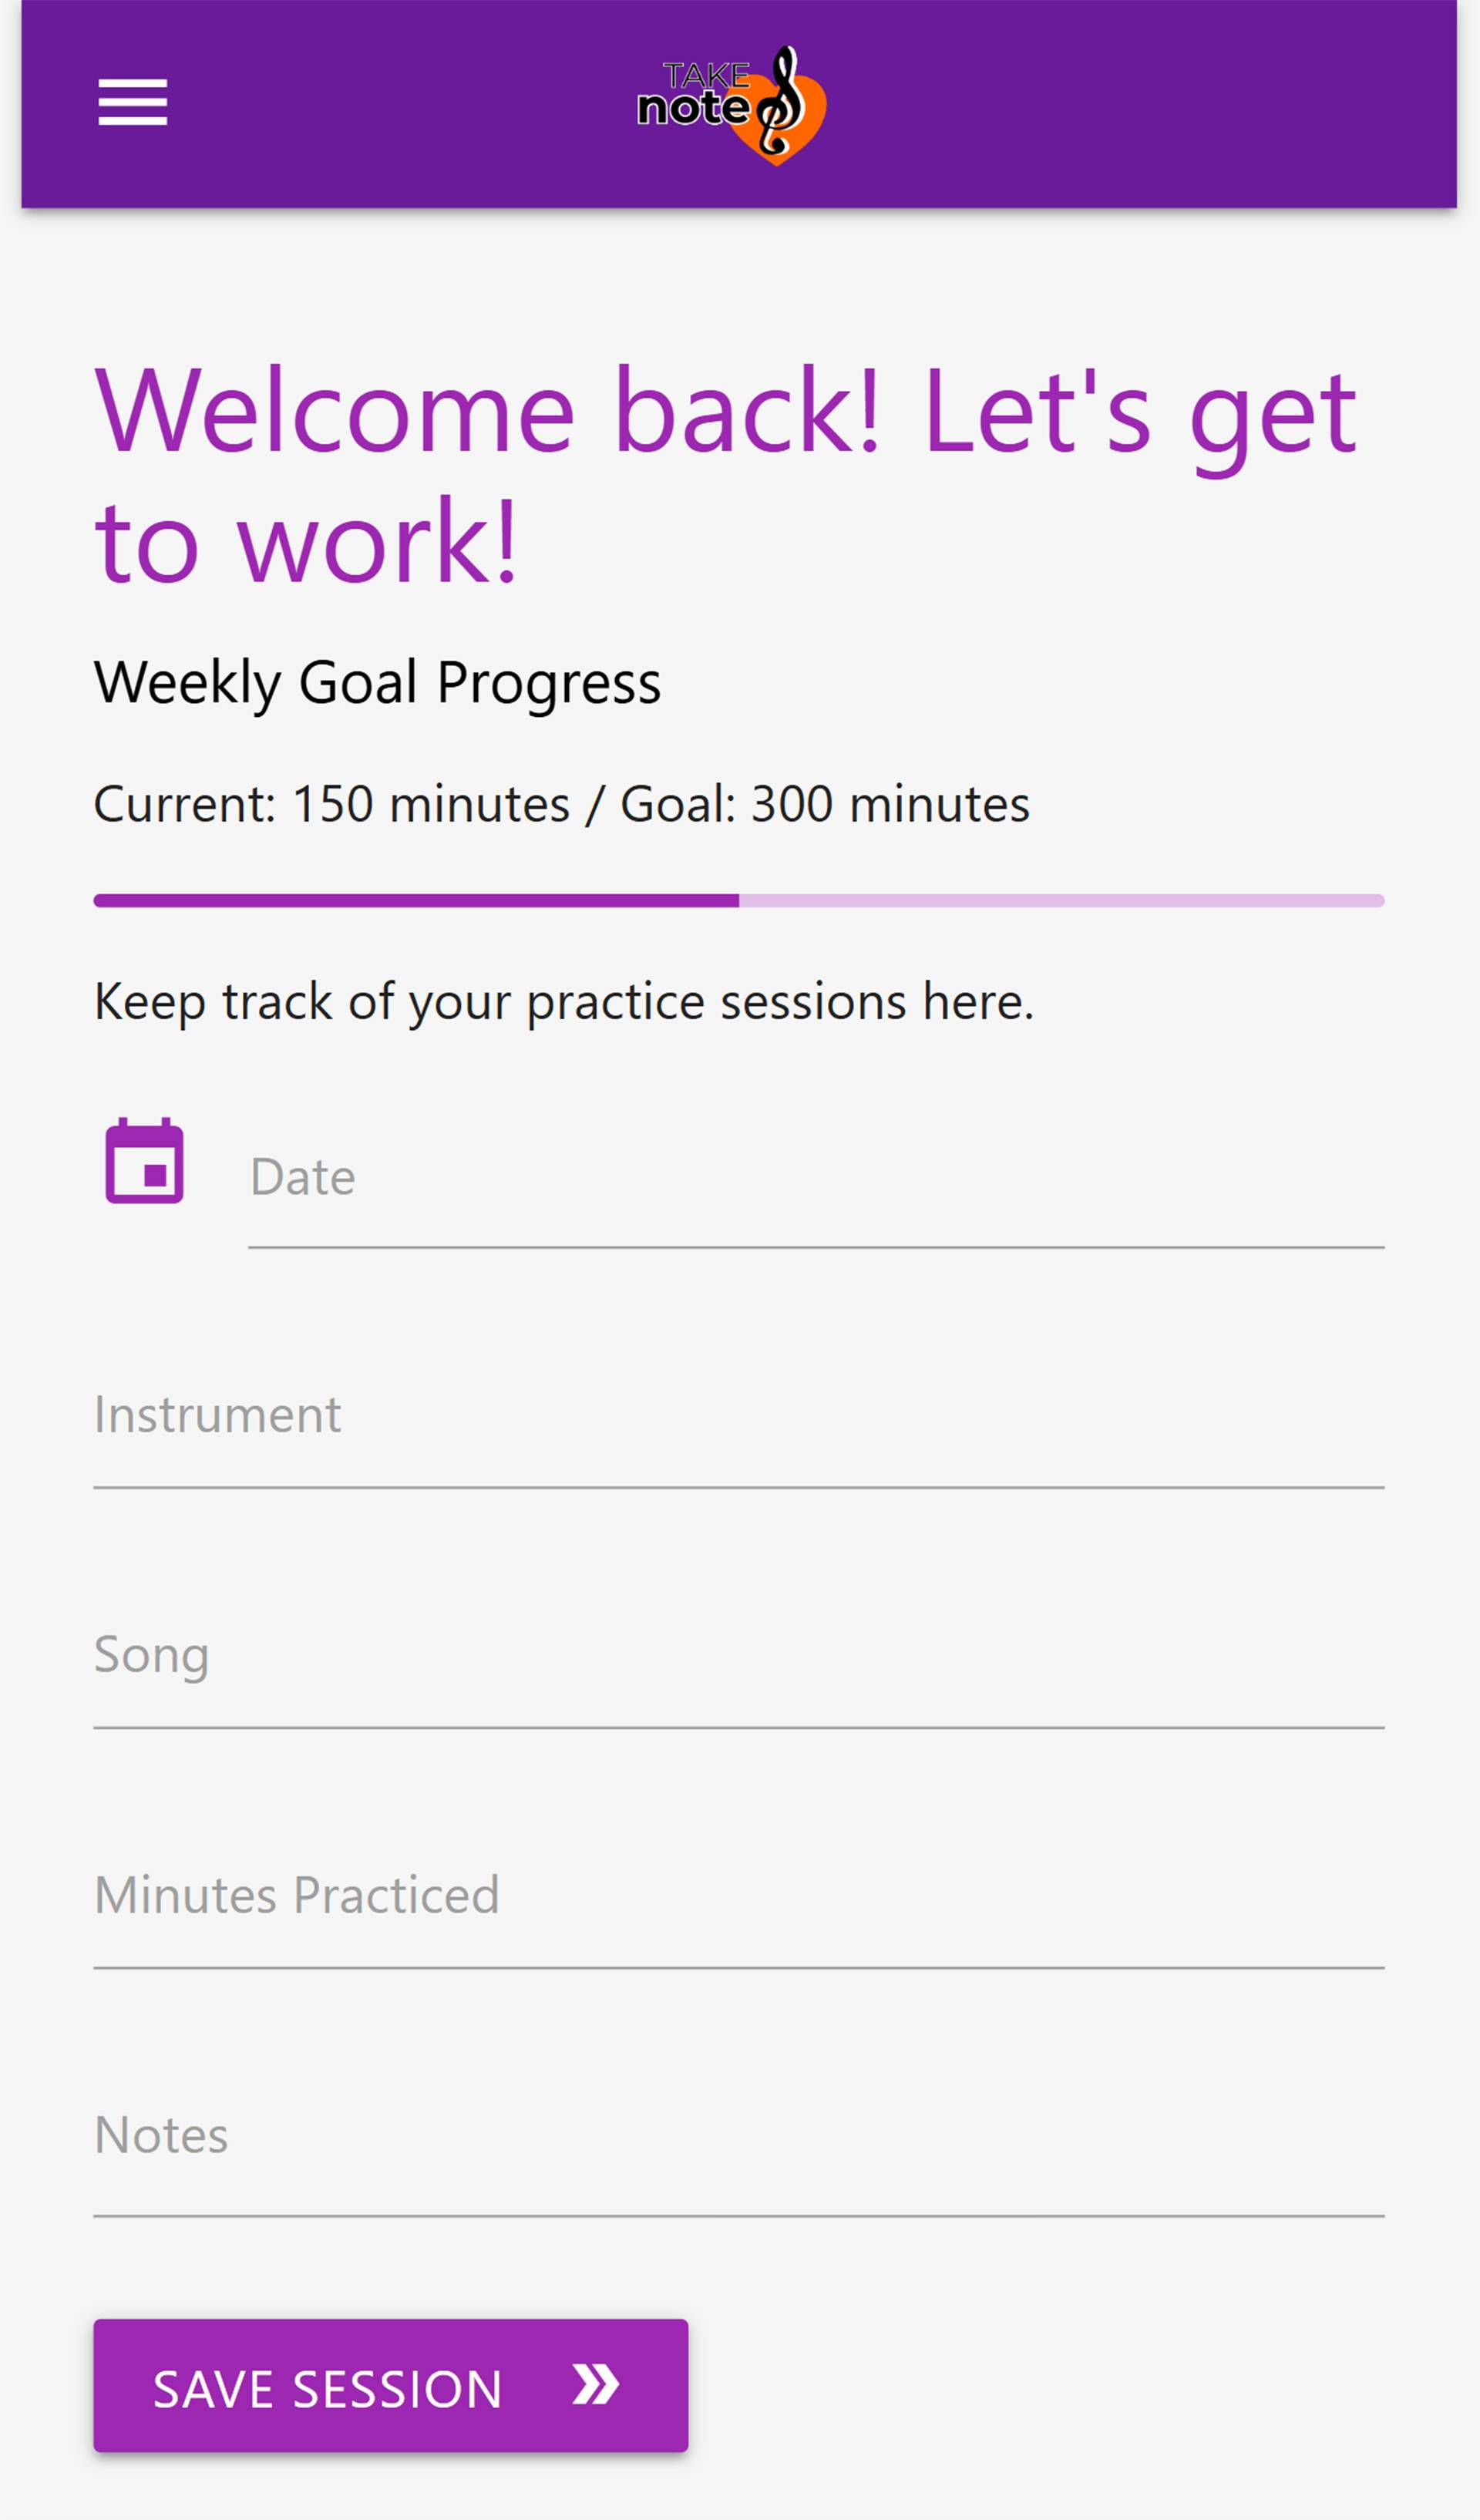 TAKE
note
Welcome back! Let's get
to work!
Weekly Goal Progress
Current: 150 minutes / Goal: 300 minutes
Keep track of your practice sessions here.
Date
Instrument
Song
Minutes Practiced
Notes
SAVE SESSION